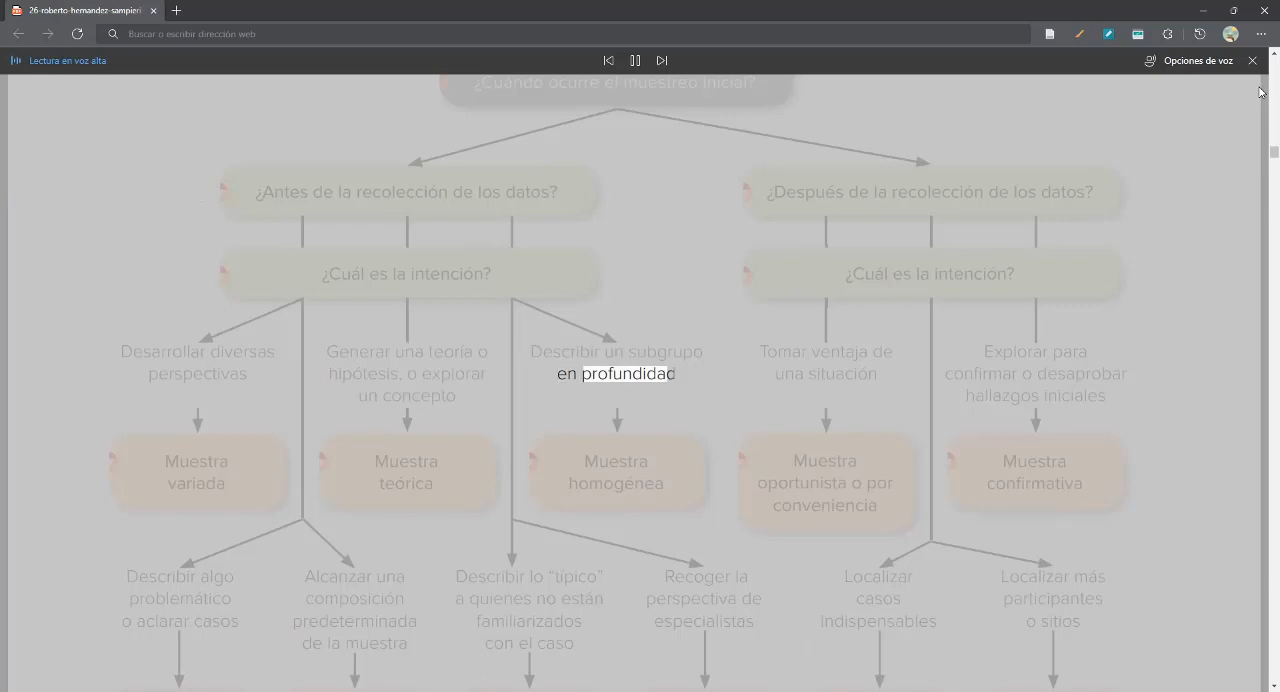 26-roberto-hernandez-sampieri
Buscar o escribir dirección web
Lectura en voz alta
Opciones de voz
¿Cuándo ocurre el muestreo inicial?
¿Antes de la recolección de los datos?
¿Después de la recolección de los datos?
¿Cuál es la intención?
¿Cuál es la intención?
Desarrollar diversas
perspectivas
Generar una teoría o
hipótesis, o explorar
un concepto
Describir un subgrupo
en profundidad
Tomar ventaja de
una situación
Explorar para
confirmar o desaprobar
hallazgos iniciales
Muestra
variada
Muestra
teórica
Muestra
homogénea
Muestra
oportunista o por
conveniencia
Muestra
confirmativa
Describir algo
problemático
o aclarar casos
Alcanzar una
composición
predeterminada
de la muestra
Describir lo “típico”
a quienes no están
familiarizados
con el caso
Recoger la
perspectiva de
especialistas
Localizar
casos
indispensables
Localizar más
participantes
o sitios